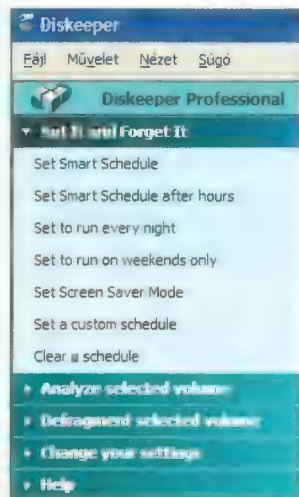 Diskeeper
Fájl Művelet Nézet Súgó
Diskeeper Professional
Set It and Forget It
Set Smart Schedule
Set Smart Schedule after hours
Set to run every night
Set to run on weekends only
Set Screen Saver Mode
Set a custom schedule
Clear a schedule
Analyze selected volume
Defragment selected volume
Change your settings
Help